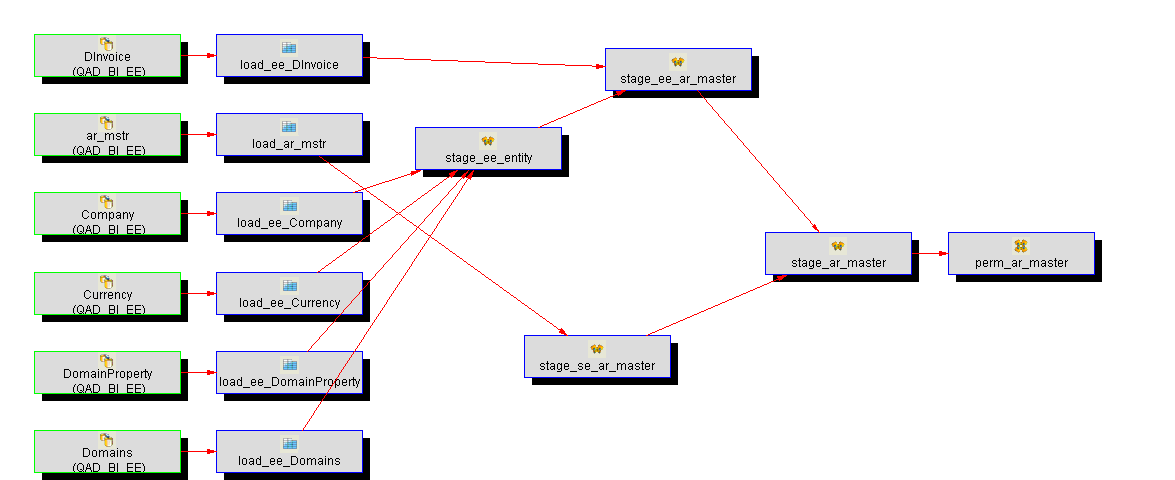 DInvoice
(QAD_BI_EE)
load_ee_DInvoice
stage_ee_ar_master
ar_mstr
(QAD_BI_EE)
load_ar_mstr
stage_ee_entity
Company
(QAD_BI_EE)
load_ee_Company
stage_ar_master
perm_ar_master
Currency
(QAD_BI_EE)
load_ee_Currency
stage_se_ar_master
DomainProperty
(QAD_BI_EE)
load_ee_DomainProperty
Domains
(QAD_BI_EE)
load_ee_Domains